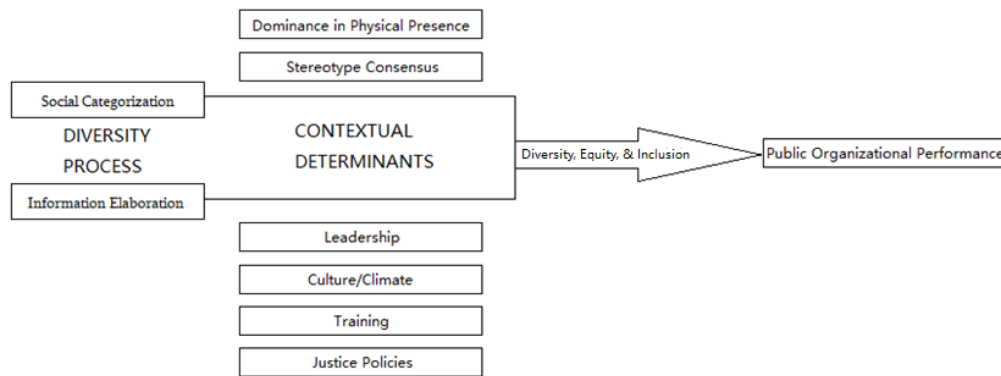 Dominance in Physical Presence
Stereotype Consensus
Social Categorization
DIVERSITY
PROCESS
Information Elaboration
CONTEXTUAL
DETERMINANTS
Diversity, Equity, & Inclusion
Public Organizational Performance
Leadership
Culture/Climate
Training
Justice Policies